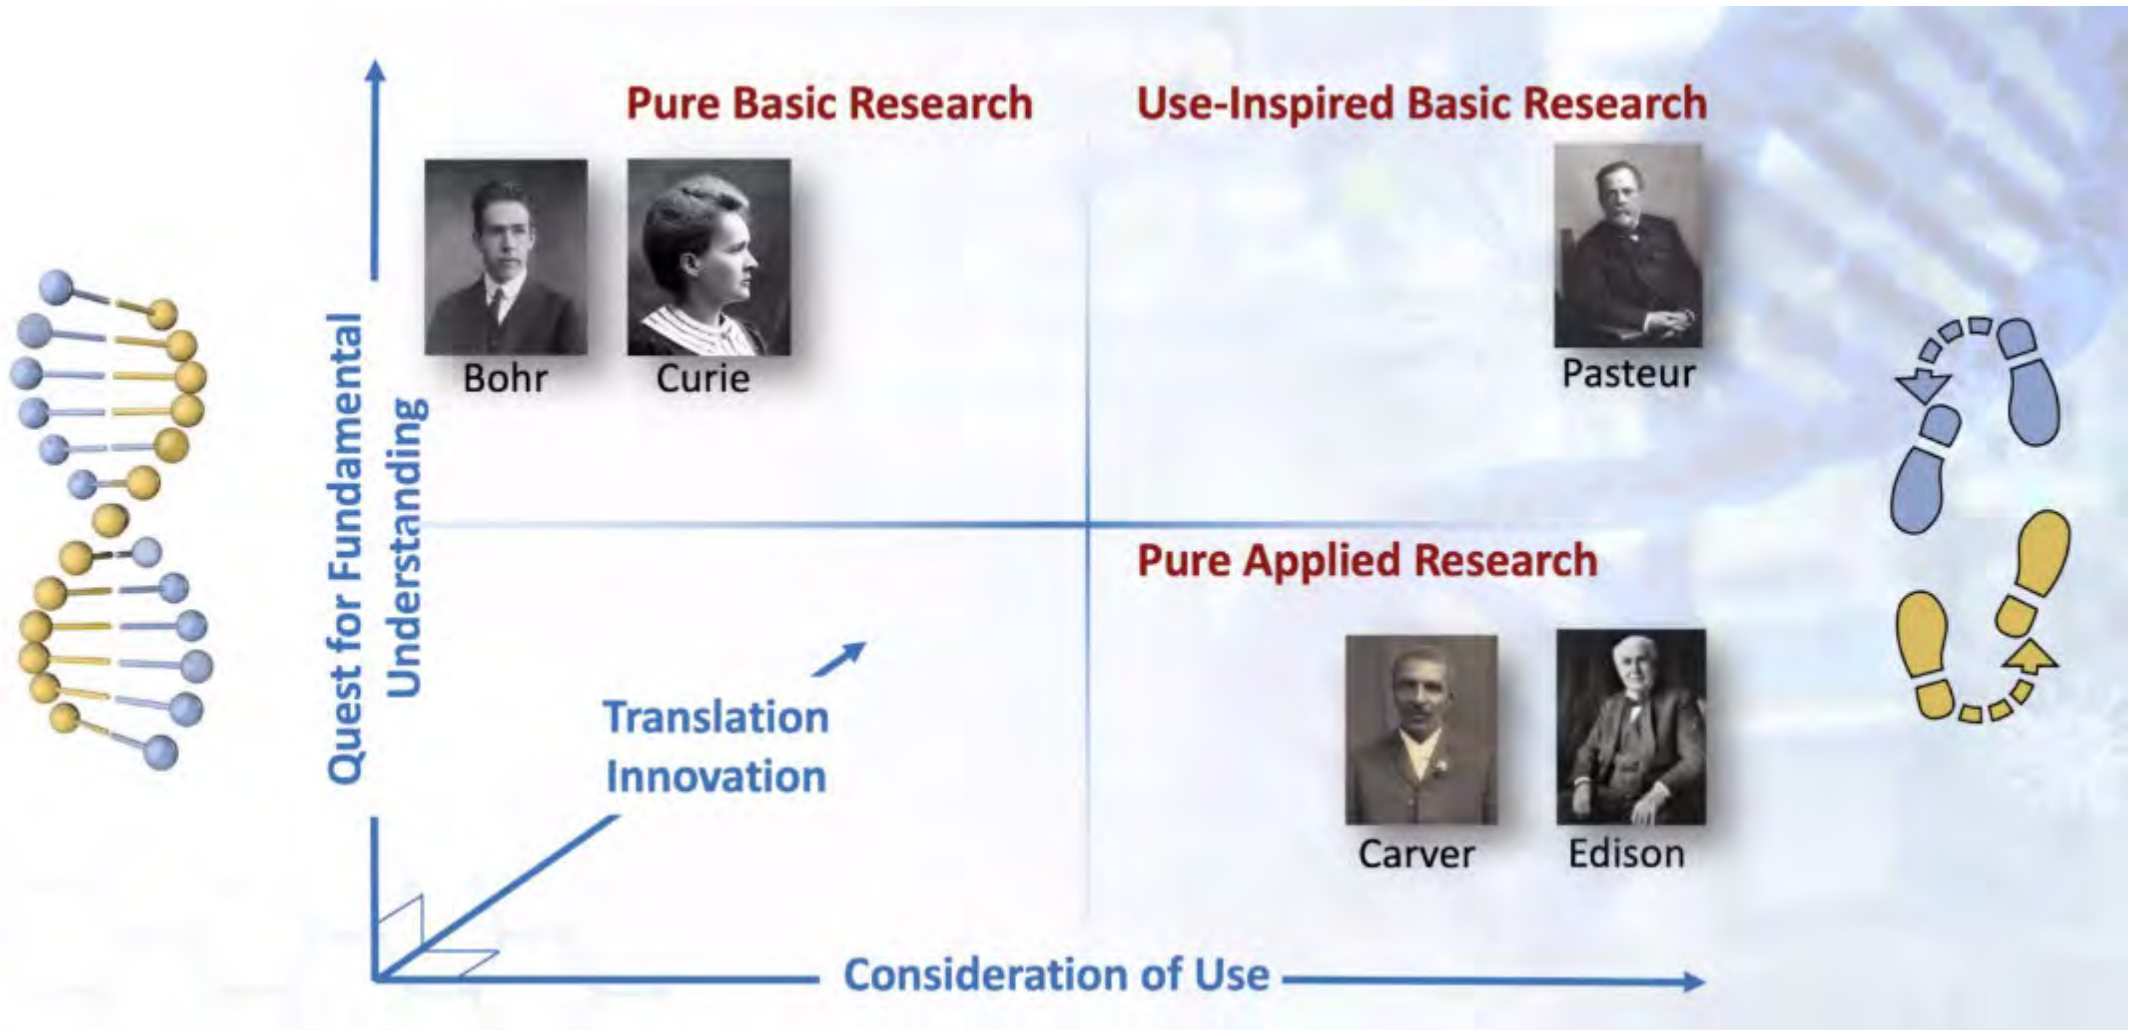 Pure Basic Research
Use-Inspired Basic Research
Bohr
Curie
Pasteur
Quest for Fundamental
Understanding
Pure Applied Research
Translation
Innovation
Carver
Edison
Consideration of Use